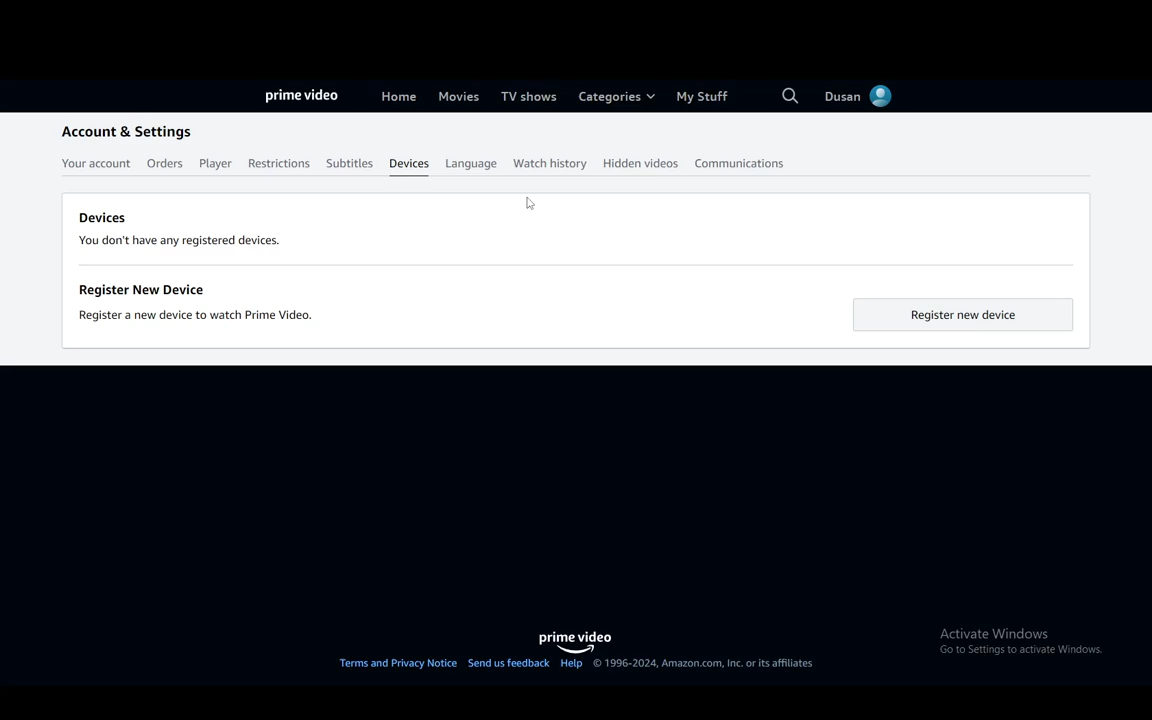 prime video Home Movies TV shows Categories My Stuff Dusan
Account & Settings
Your account Orders Player Restrictions Subtitles Devices Language Watch history Hidden videos Communications
Devices
You don't have any registered devices.
Register New Device
Register a new device to watch Prime Video. Register new device
prime video
Activate Windows
Go to Settings to activate Windows.
Terms and Privacy Notice Send us feedback Help © 1996-2024, Amazon.com, Inc. or its affiliates